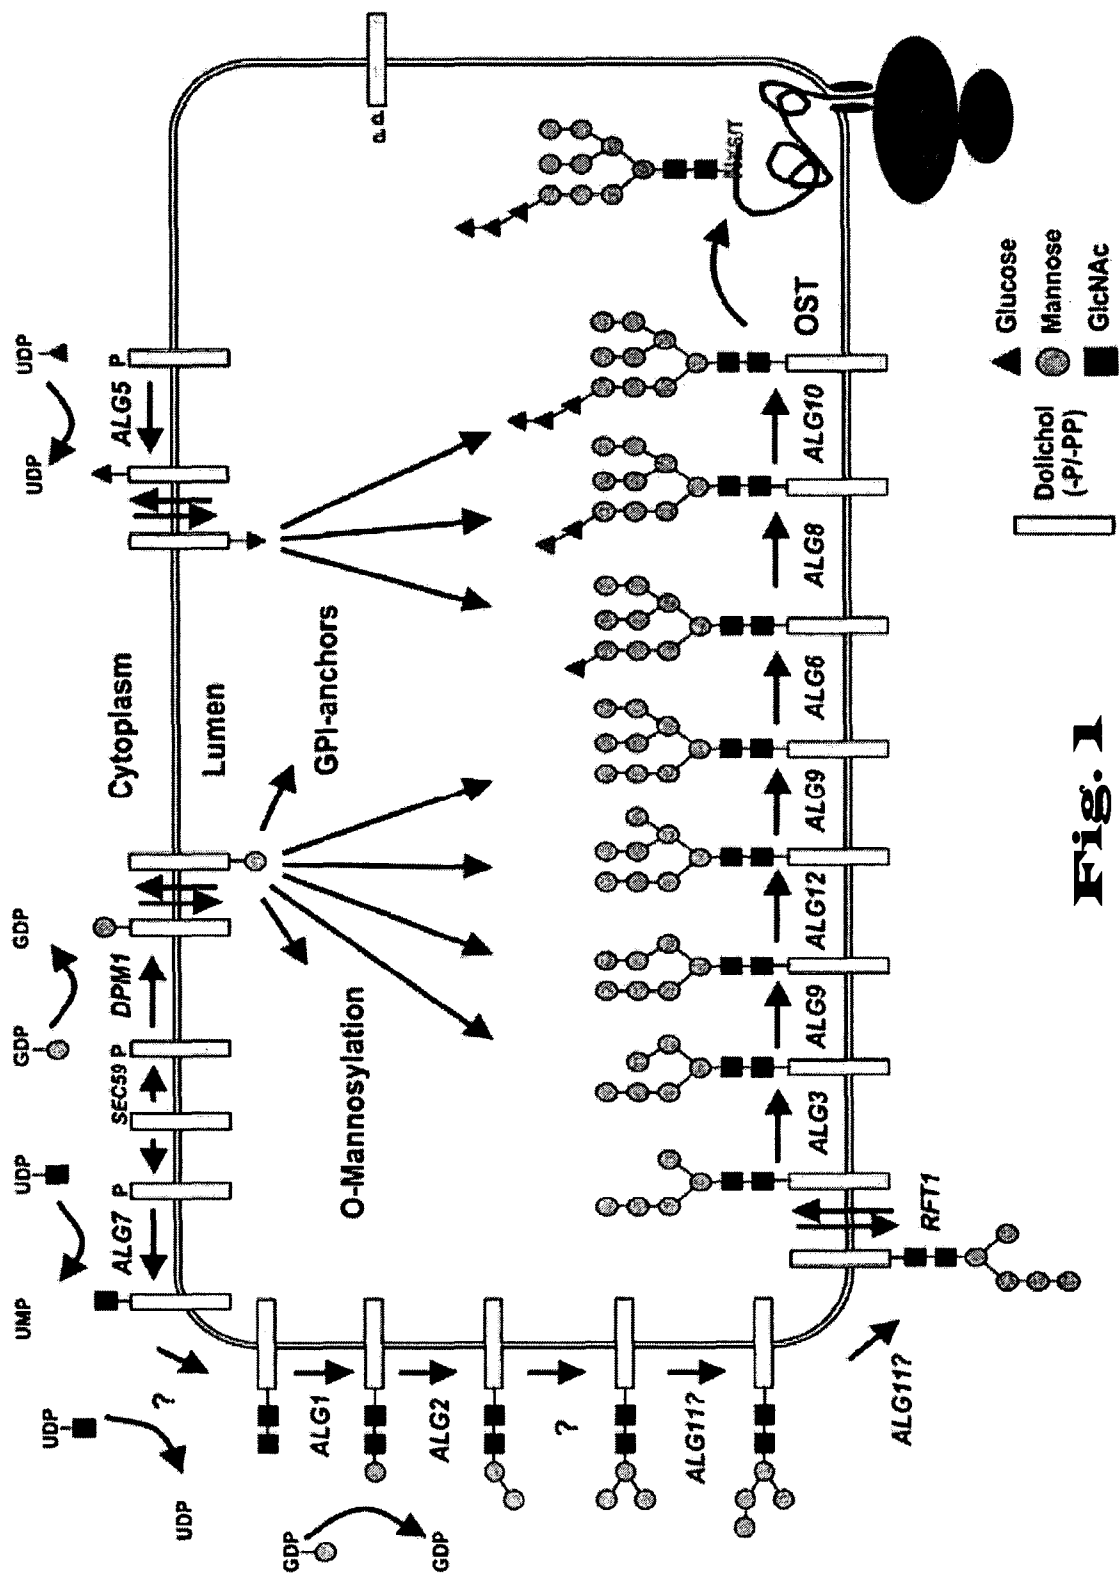 UMP
UDP
GDP
GDP
UDP
UDP
UDP
ALG7
P
SEC59
P
DPM1
Cytoplasm
ALG5
P
?
UDP
Lumen
GDP
ALG1
GPI-anchors
O-Mannosylation
GDP
ALG2
?
ALG11?
ALG3
ALG9
ALG12
ALG9
ALG6
ALG8
ALG10
OST
ALG11?
RFT1
Fig. 1
Dolichol
(-P/-PP)
Glucose
Mannose
GlcNAc